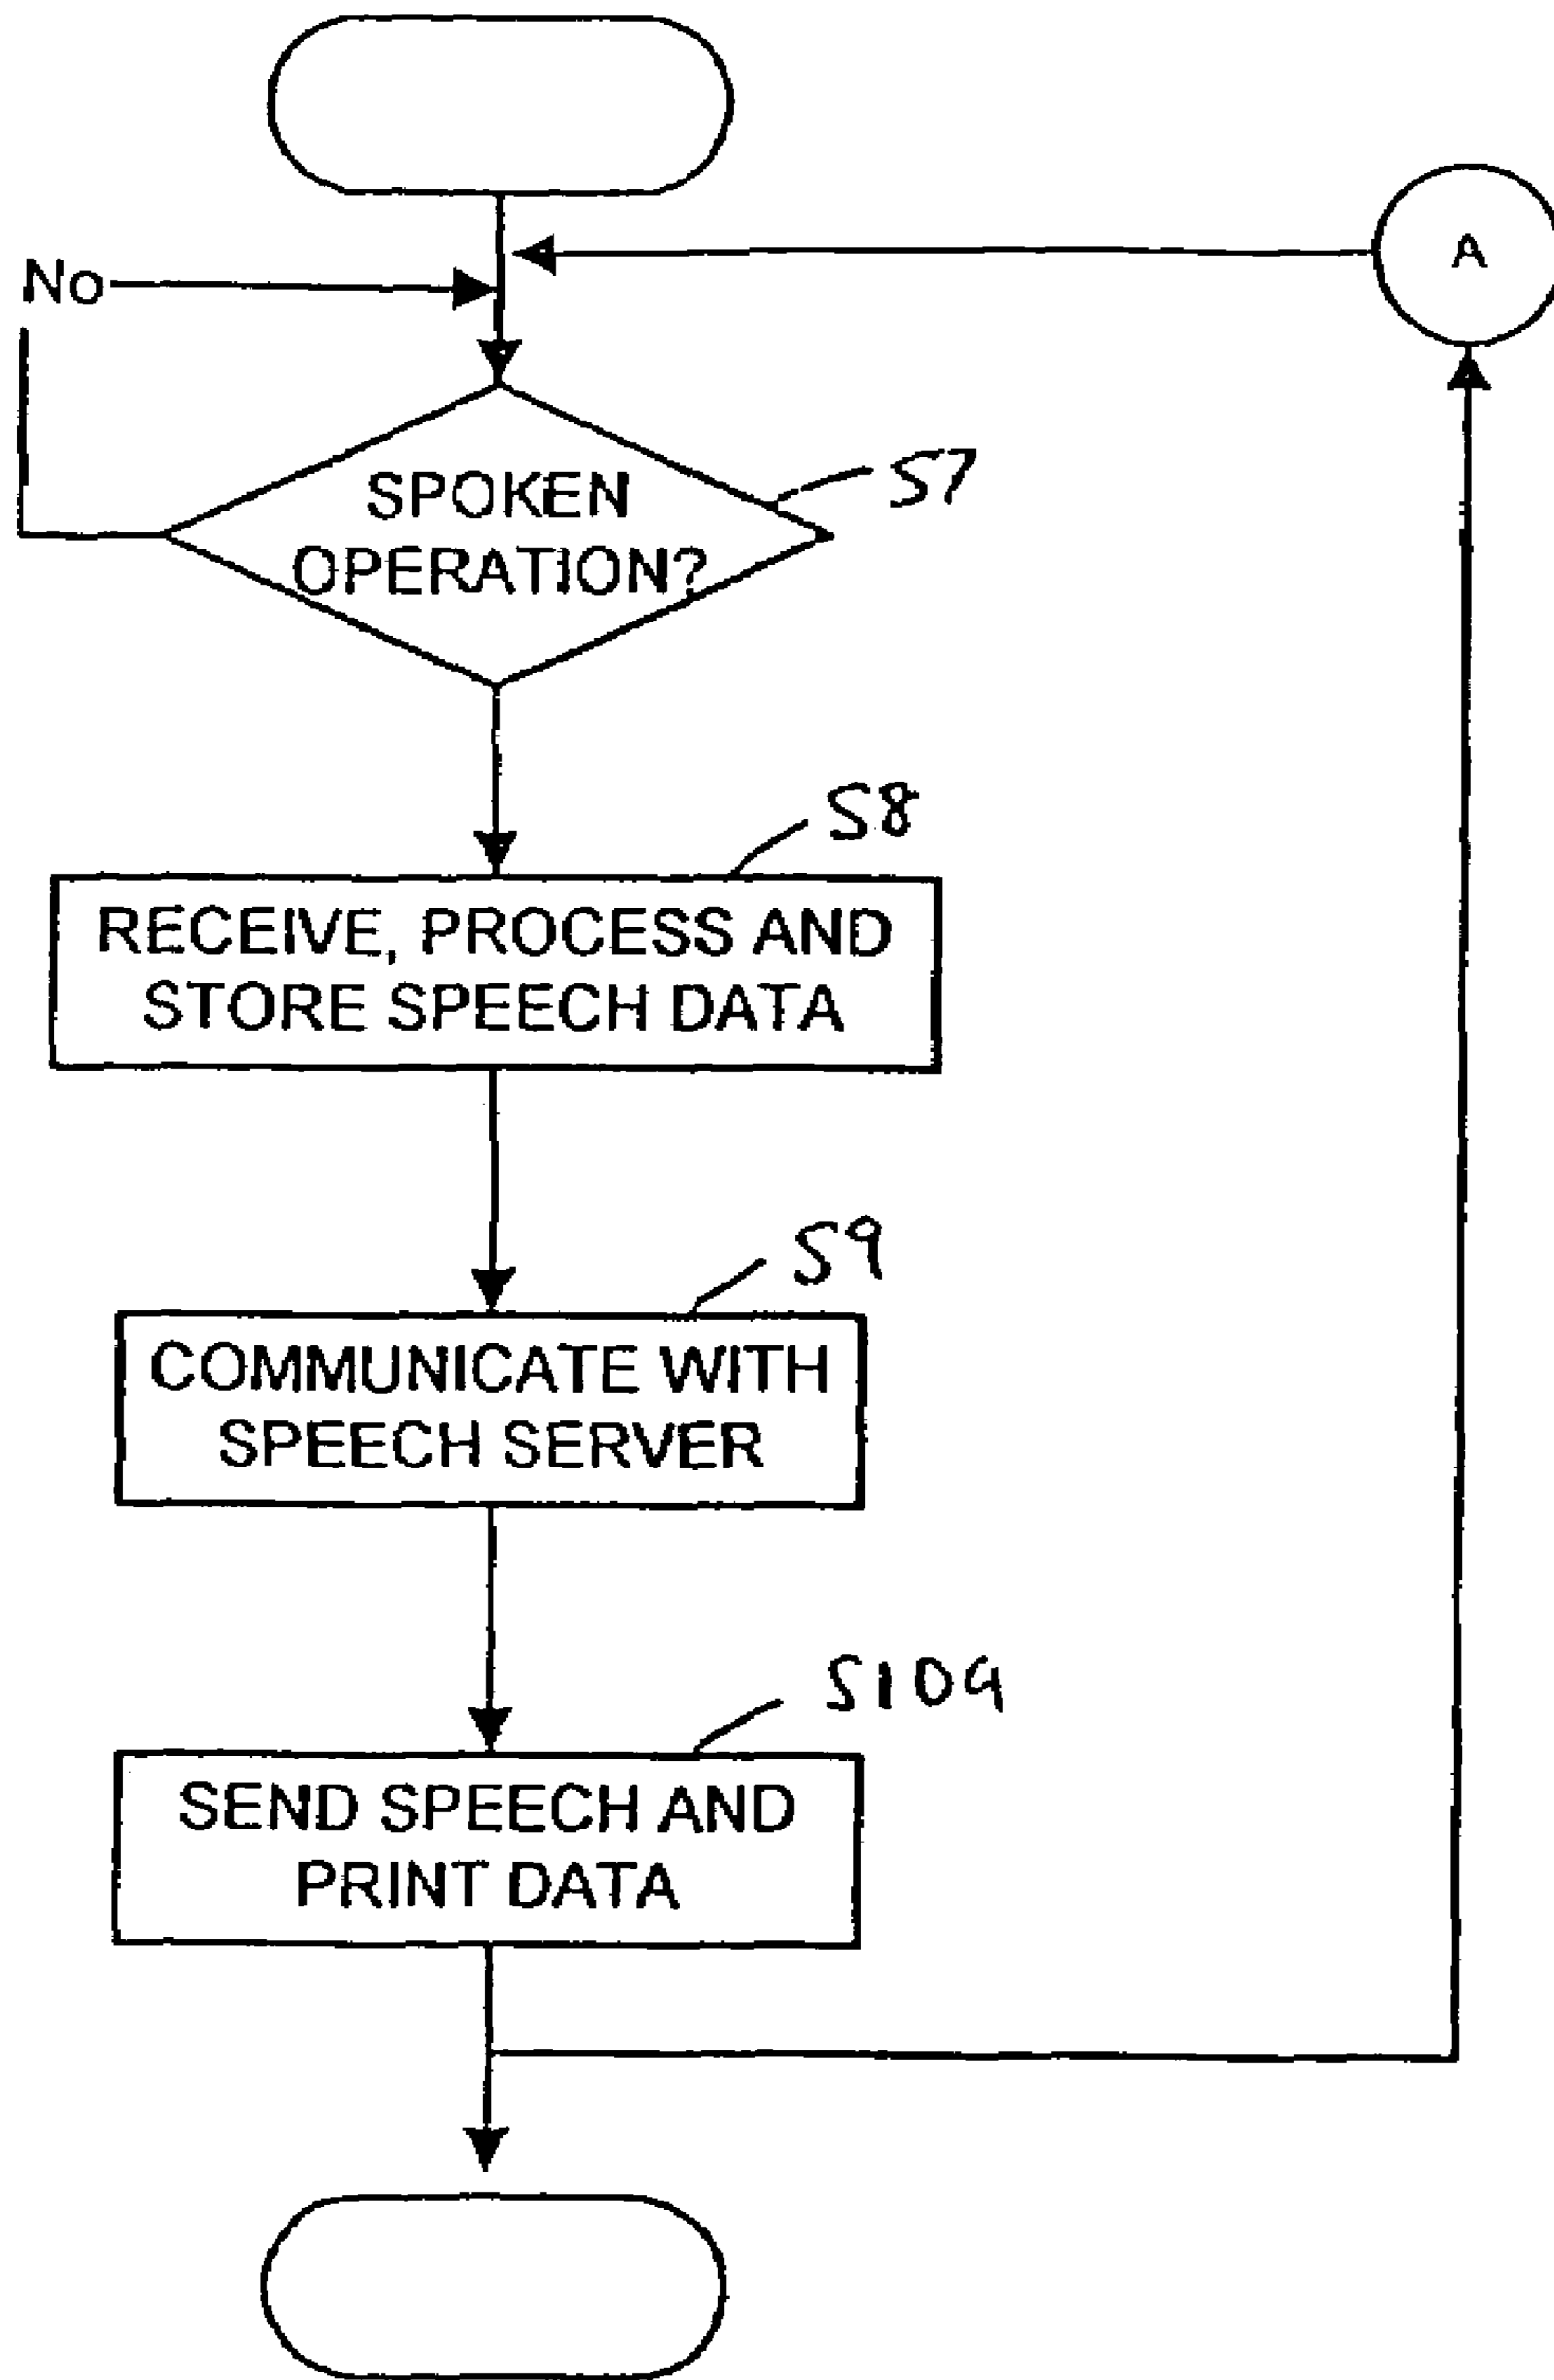 A
No
SPOKEN
OPERATION?
S7
S8
RECEIVE, PROCESS AND
STORE SPEECH DATA
S9
COMMUNICATE WITH
SPEECH SERVER
S10a
SEND SPEECH AND
PRINT DATA